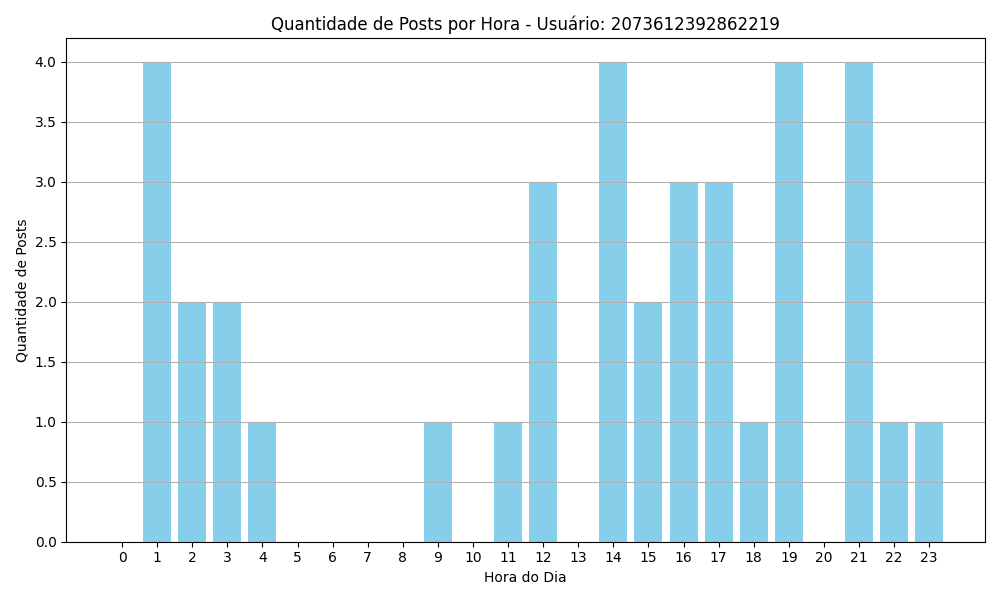 Quantidade de Posts por Hora - Usuário: 2073612392862219
Quantidade de Posts
4.0
3.5
3.0
2.5
2.0
1.5
1.0
0.5
0.0
0 1 2 3 4 5 6 7 8 9 10 11 12 13 14 15 16 17 18 19 20 21 22 23
Hora do Dia